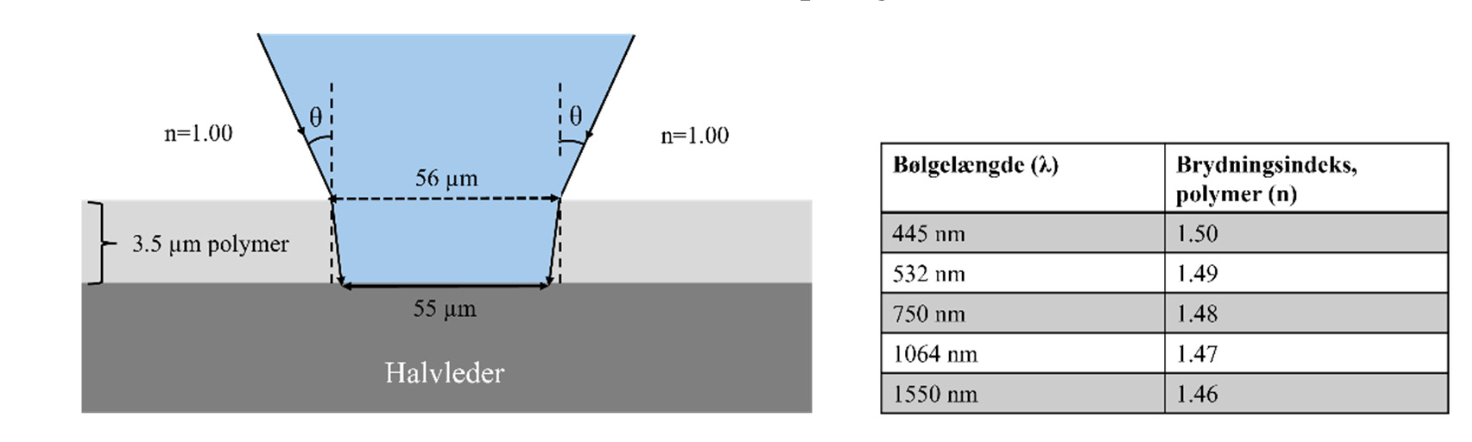 θ
θ
n=1.00
n=1.00
56 µm
3.5 µm polymer
55 µm
Halvleder
Bølgelængde (λ)
Brydningsindeks,
polymer (n)
445 nm
1.50
532 nm
1.49
750 nm
1.48
1064 nm
1.47
1550 nm
1.46